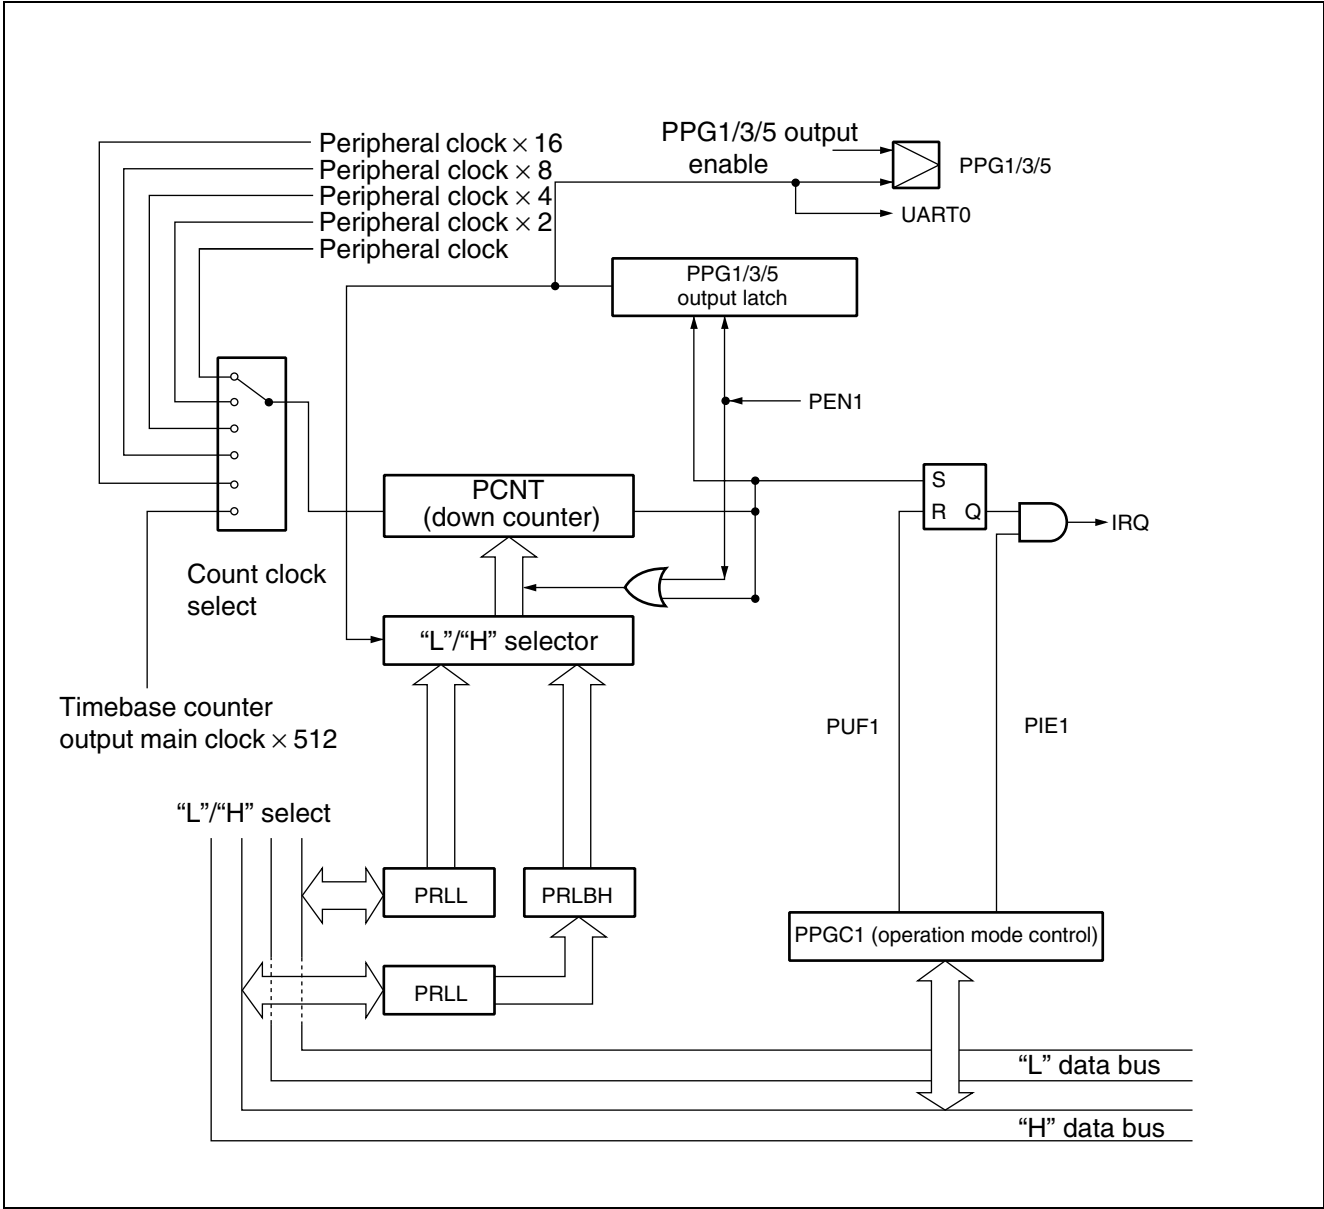 Peripheral clock × 16
Peripheral clock × 8
Peripheral clock × 4
Peripheral clock × 2
Peripheral clock
PPG1/3/5 output
enable
PPG1/3/5
UART0
PPG1/3/5
output latch
PEN1
PCNT
(down counter)
S
R Q
IRQ
Count clock
select
“L”/“H” selector
Timebase counter
output main clock × 512
PUF1
PIE1
“L”/“H” select
PRLL
PRLBH
PPGC1 (operation mode control)
PRLL
“L” data bus
“H” data bus